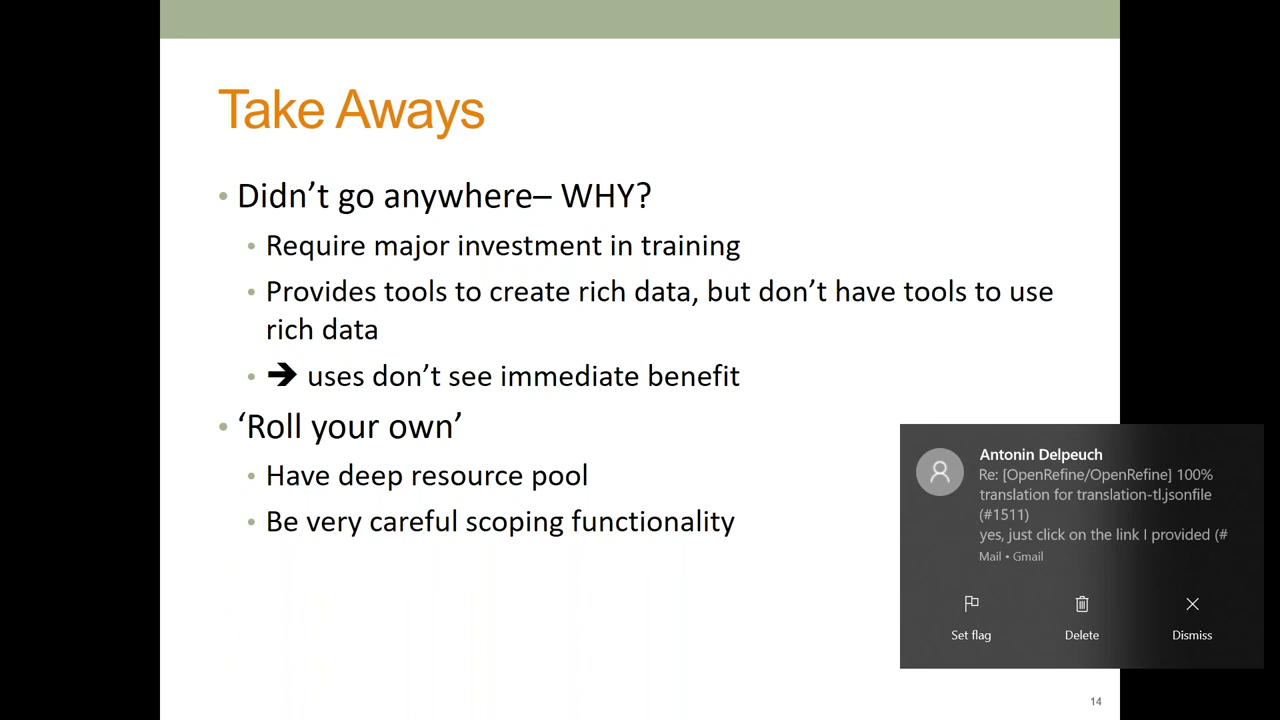 Take Aways
• Didn’t go anywhere– WHY?
• Require major investment in training
• Provides tools to create rich data, but don’t have tools to use
rich data
• ➔ uses don’t see immediate benefit
• ‘Roll your own’
• Have deep resource pool
• Be very careful scoping functionality
Antonin Delpeuch
Re: [OpenRefine/OpenRefine] 100%
translation for translation-tl.jsonfile
(#1511)
yes, just click on the link I provided (#
Mail • Gmail
Set flag Delete Dismiss
14